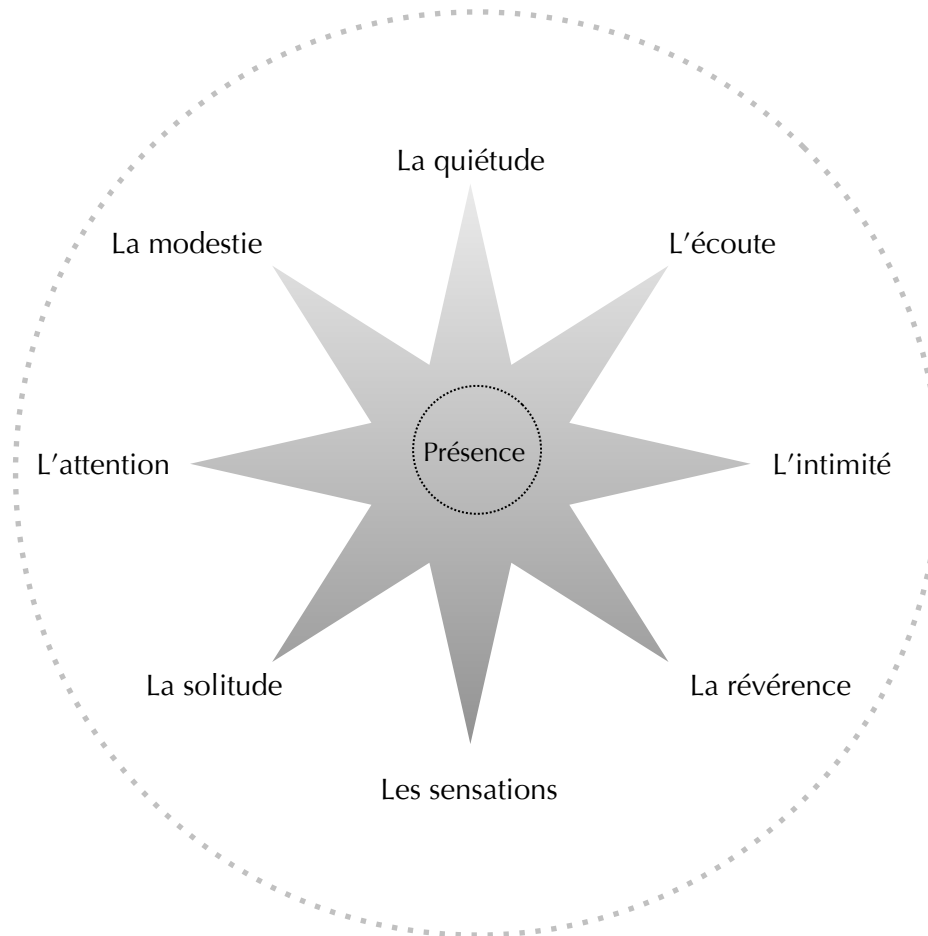 La quiétude
La modestie
L’écoute
Présence
L’attention
L’intimité
La solitude
La révérence
Les sensations